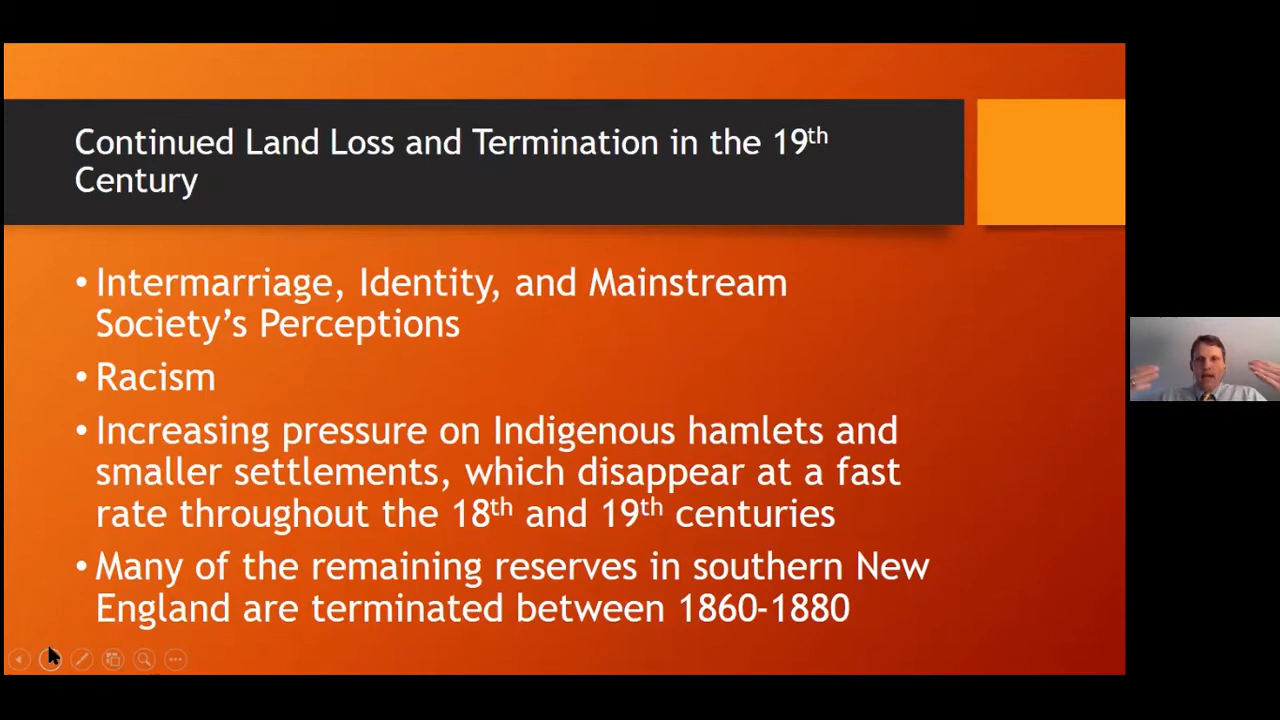 Continued Land Loss and Termination in the 19th
Century
• Intermarriage, Identity, and Mainstream
Society’s Perceptions
• Racism
• Increasing pressure on Indigenous hamlets and
smaller settlements, which disappear at a fast
rate throughout the 18th and 19th centuries
• Many of the remaining reserves in southern New
England are terminated between 1860-1880